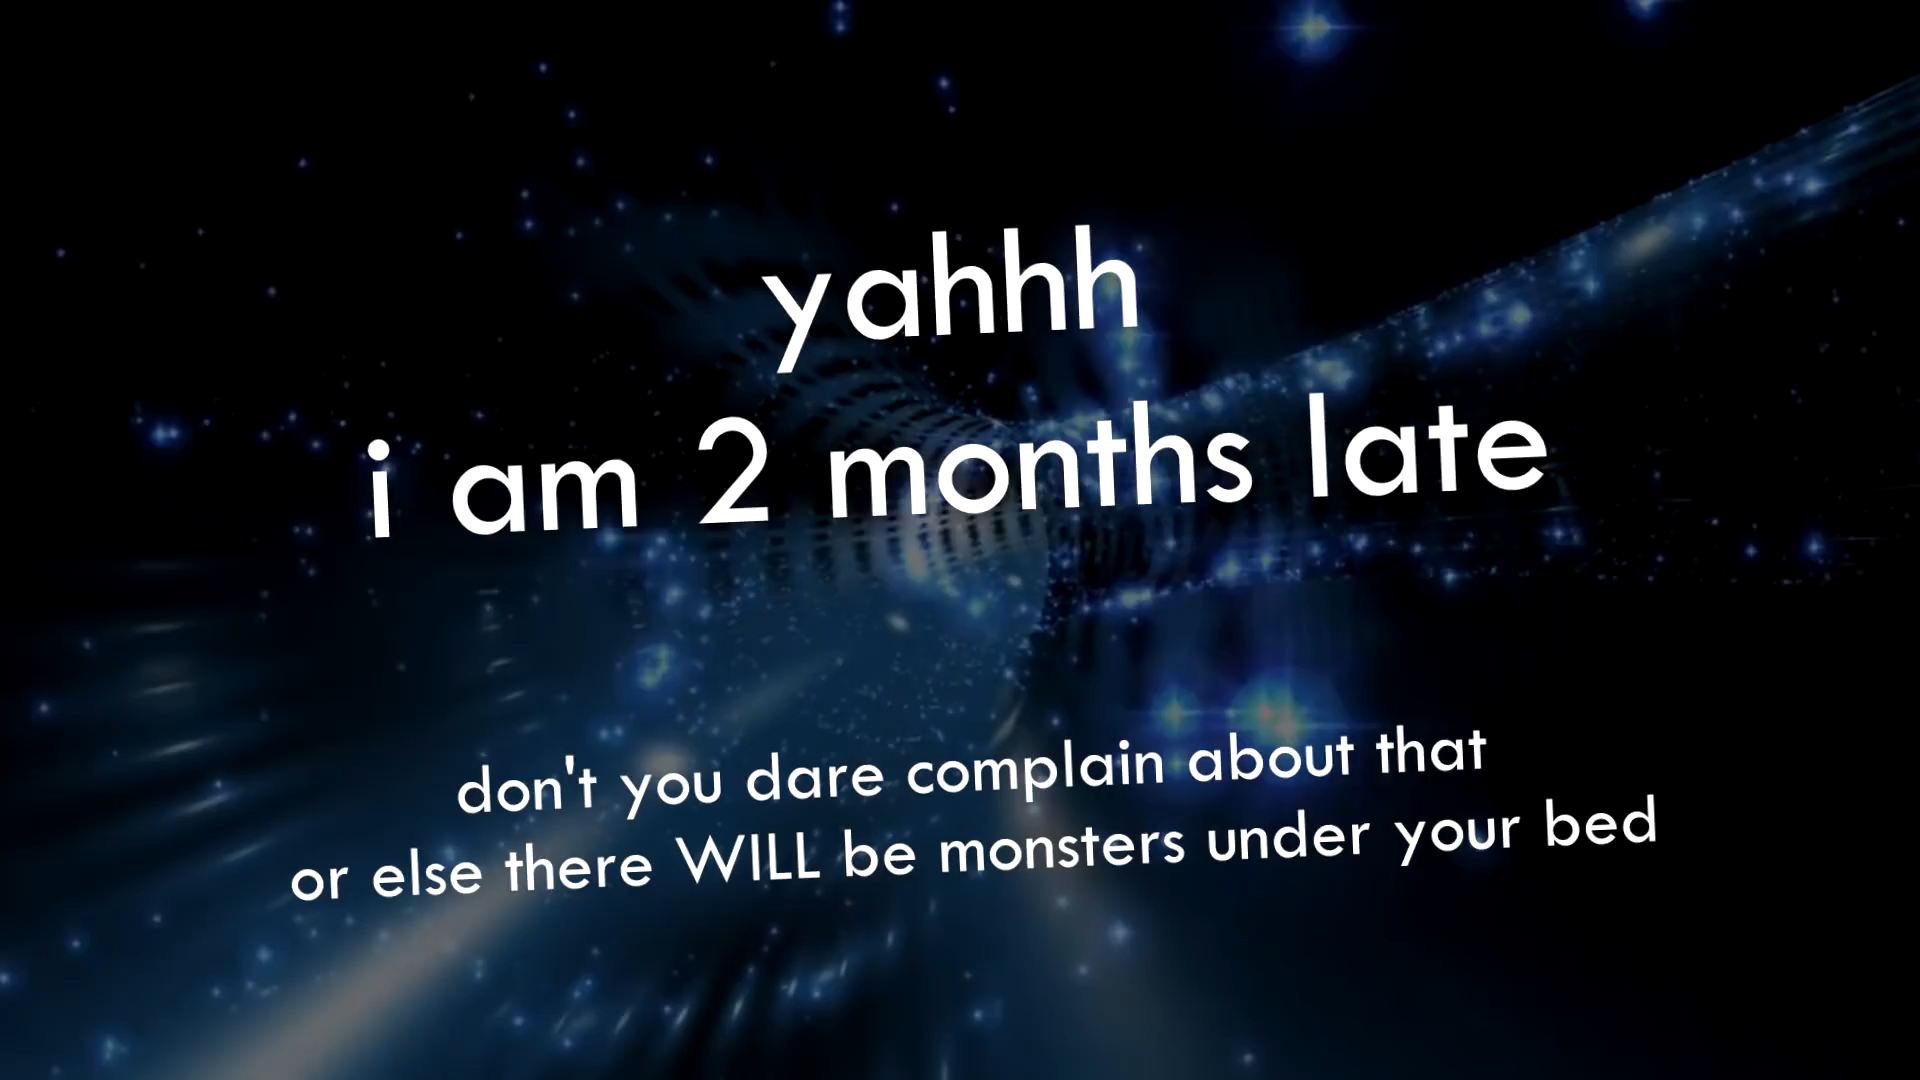 yahhh
i am 2 months late
don't you dare complain about that
or else there WILL be monsters under your bed